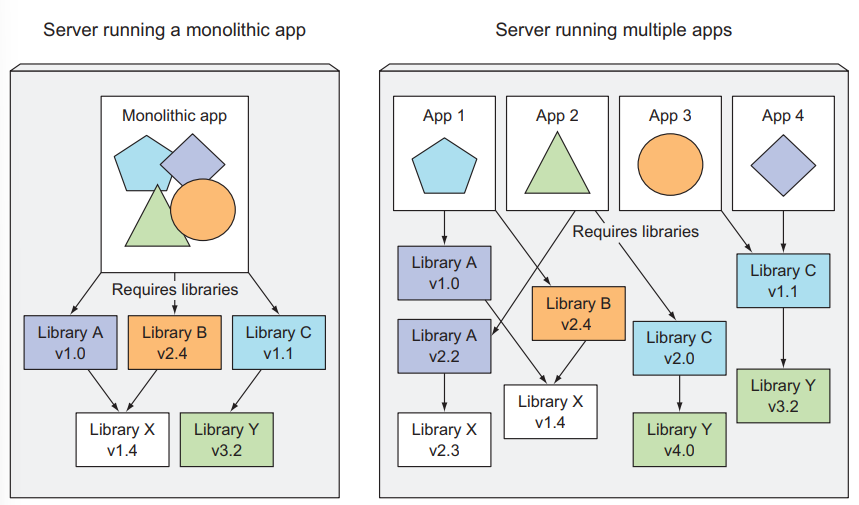 Server running a monolithic app
Monolithic app
Requires libraries
Library A
v1.0
Library B
v2.4
Library C
v1.1
Library X
v1.4
Library Y
v3.2
Server running multiple apps
App 1
App 2
App 3
App 4
Requires libraries
Library A
v1.0
Library B
v2.4
Library C
v1.1
Library A
v2.2
Library C
v2.0
Library X
v1.4
Library Y
v3.2
Library X
v2.3
Library Y
v4.0